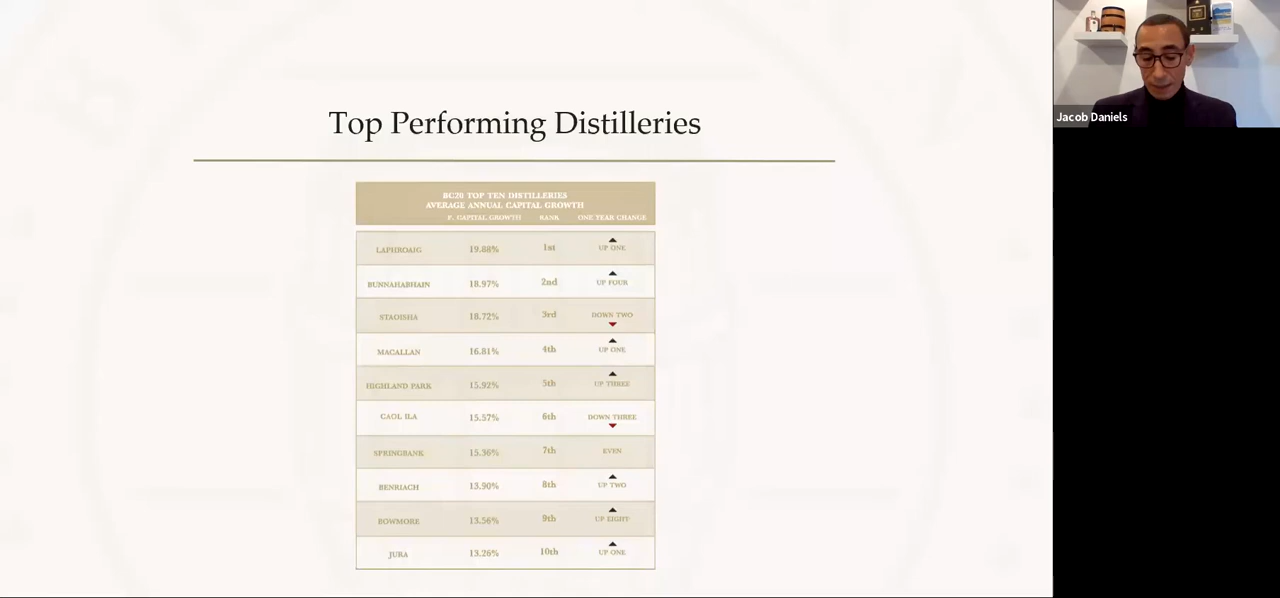 Top Performing Distilleries
BC20 TOP TEN DISTILLERIES
AVERAGE ANNUAL CAPITAL GROWTH
P. CAPITAL GROWTH RANK ONE YEAR CHANGE
LAPHROAIG 19.88% 1st UP ONE
BUNNAHABHAIN 18.97% 2nd UP FOUR
STAOISHA 18.72% 3rd DOWN TWO
MACALLAN 16.81% 4th UP ONE
HIGHLAND PARK 15.92% 5th UP THREE
CAOL ILA 15.57% 6th DOWN THREE
SPRINGBANK 15.36% 7th EVEN
BENRIACH 13.90% 8th UP TWO
BOWMORE 13.56% 9th UP EIGHT
JURA 13.26% 10th UP ONE
Jacob Daniels